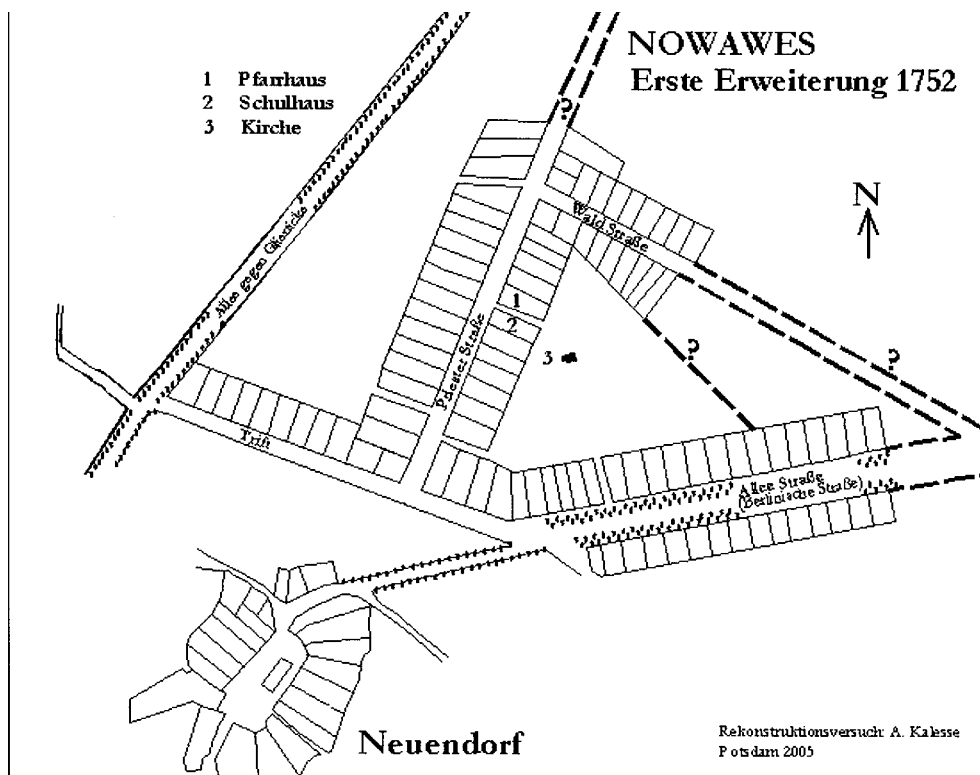 NOWAWES
Erste Erweiterung 1752
1 Pfarrhaus
2 Schulhaus
3 Kirche
?
N
Allee gegen Glienicke
Wald Straße
1
2
Priester Straße
3
?
?
Trift
Allee Straße
(Berlinische Straße)
Neuendorf
Rekonstruktionsversuch: A. Kalesse
Potsdam 2005